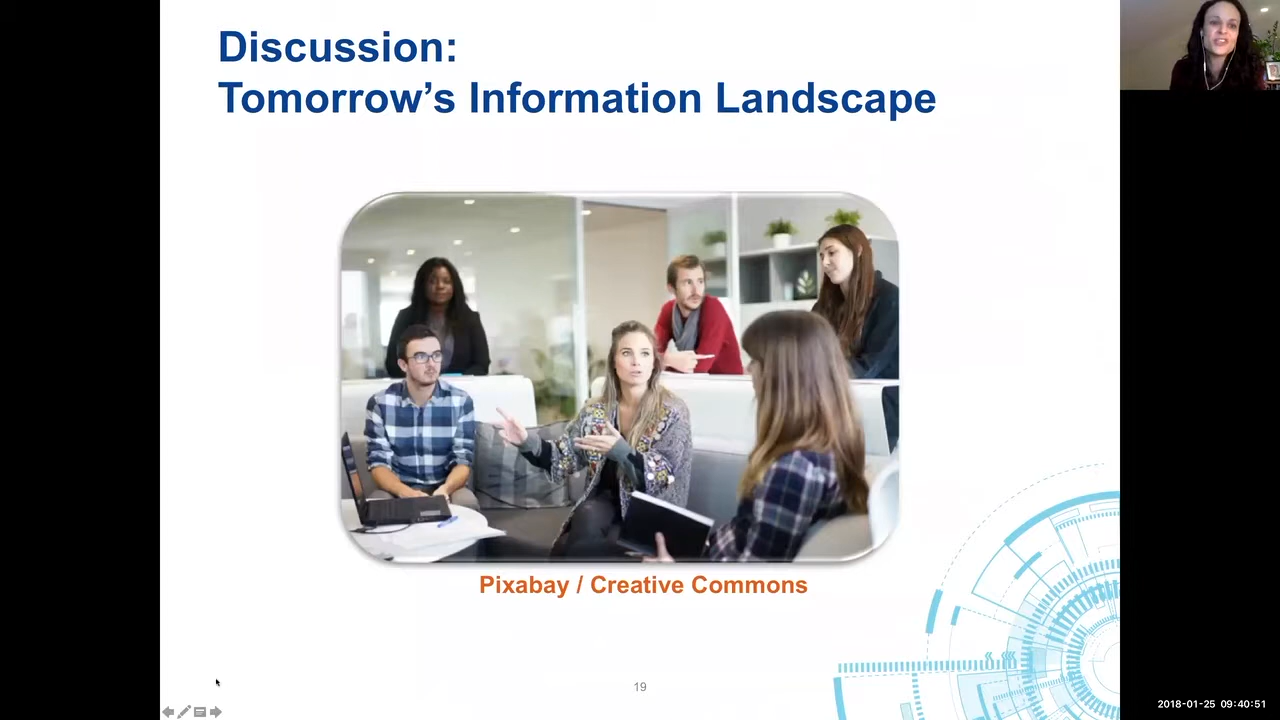 Discussion:
Tomorrow’s Information Landscape
Pixabay / Creative Commons
19
2018-01-25 09:40:51